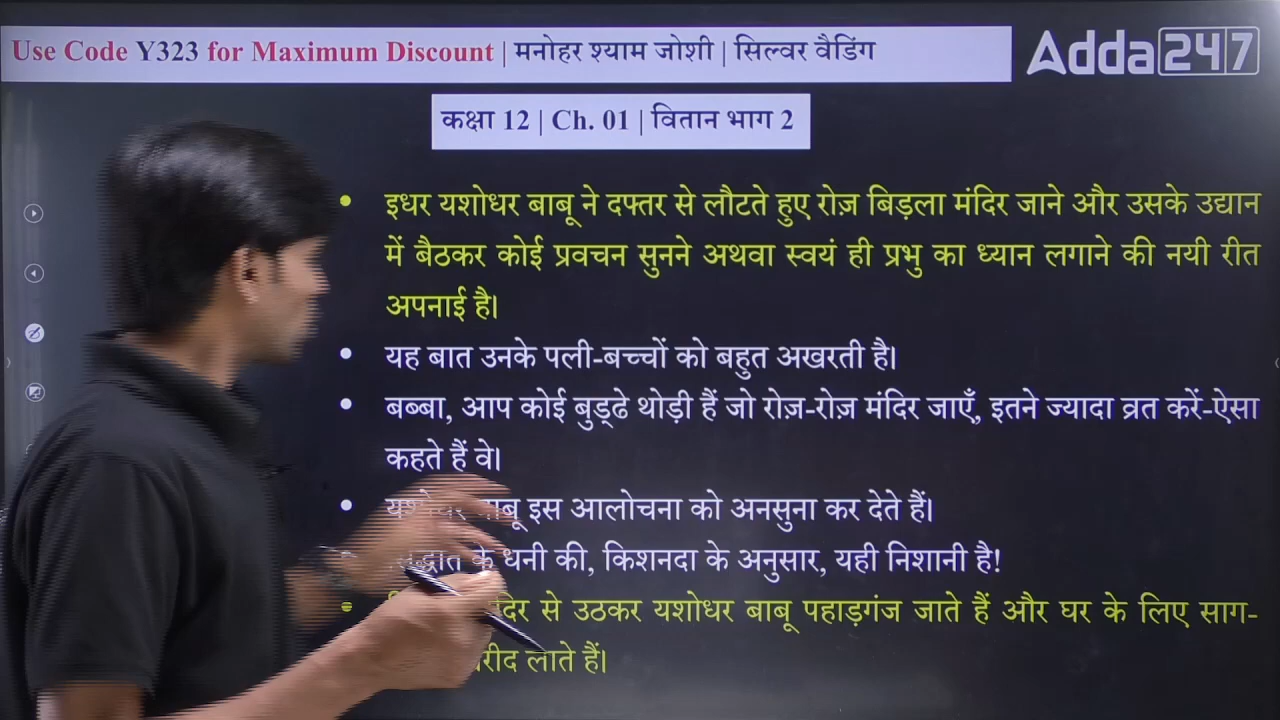 Use Code Y323 for Maximum Discount | मनोहर श्याम जोशी | सिल्वर वैडिंग
Adda247
कक्षा 12 | Ch. 01 | वितान भाग 2
• इधर यशोधर बाबू ने दफ्तर से लौटते हुए रोज़ बिड़ला मंदिर जाने और उसके उद्यान
में बैठकर कोई प्रवचन सुनने अथवा स्वयं ही प्रभु का ध्यान लगाने की नयी रीत
अपनाई है।
• यह बात उनके पली-बच्चों को बहुत अखरती है।
• बब्बा, आप कोई बुड्ढे थोड़ी हैं जो रोज़-रोज़ मंदिर जाएँ, इतने ज्यादा व्रत करें-ऐसा
कहते हैं वे।
• यशोधर बाबू इस आलोचना को अनसुना कर देते हैं।
के धनी की, किशनदा के अनुसार, यही निशानी है!
से उठकर यशोधर बाबू पहाड़गंज जाते हैं और घर के लिए साग-
लाते हैं।